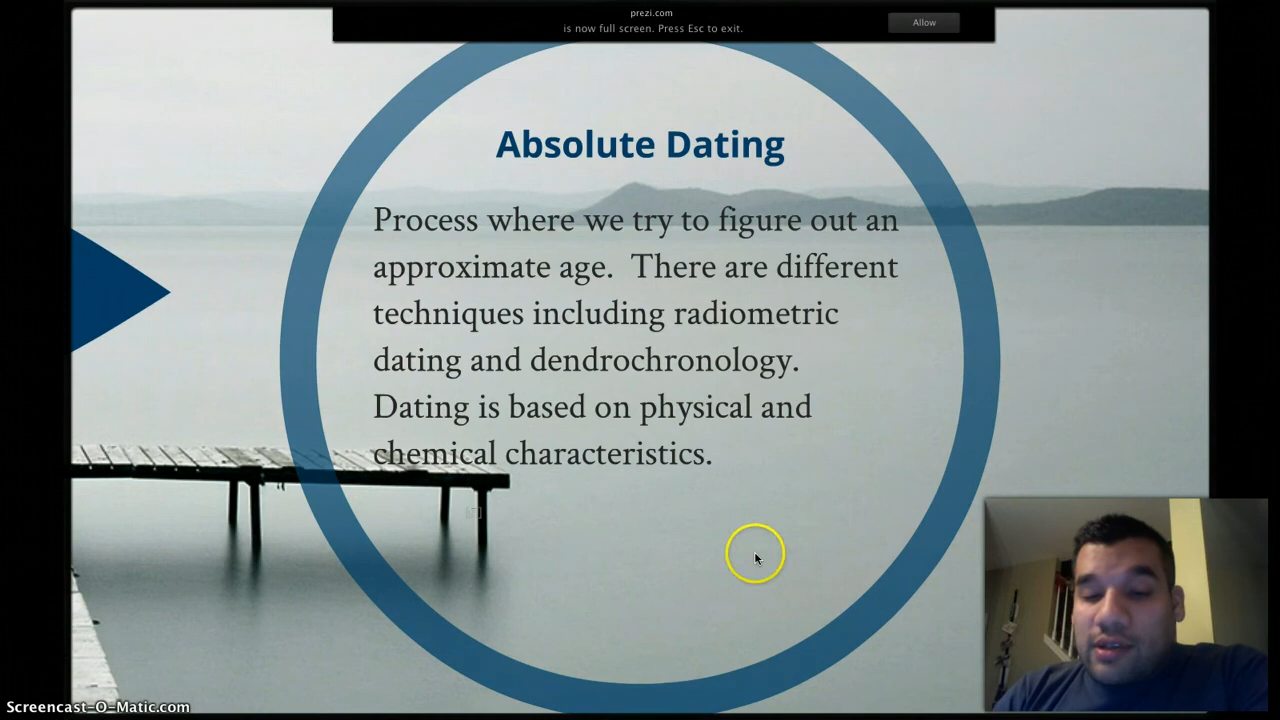 prezi.com
is now full screen. Press Esc to exit.
Allow
Absolute Dating
Process where we try to figure out an
approximate age.  There are different
techniques including radiometric
dating and dendrochronology.
Dating is based on physical and
chemical characteristics.
Screencast-O-Matic.com